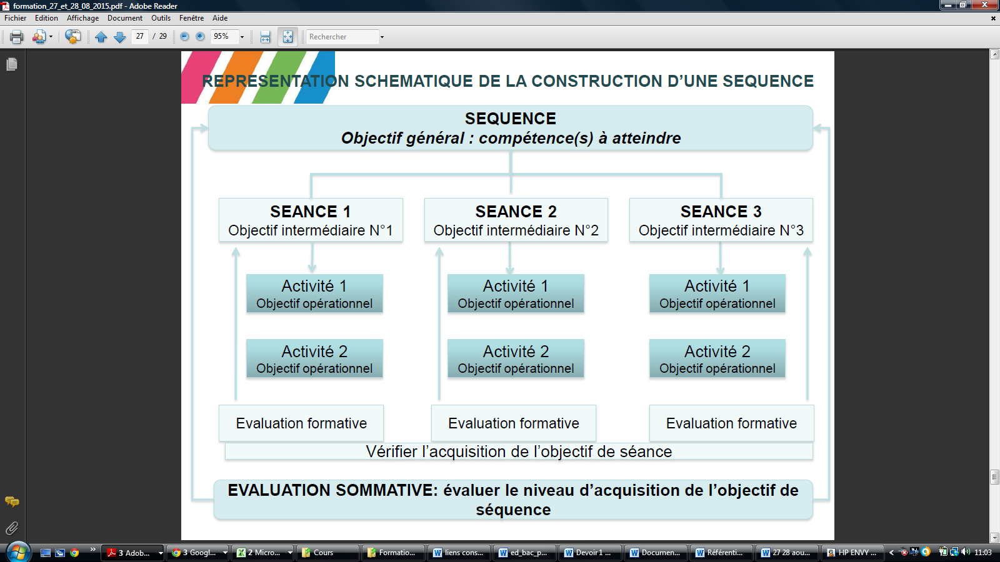 formation_27_et_28_08_2015.pdf - Adobe Reader
Fichier Edition Affichage Document Outils Fenêtre Aide
27 / 29 95% Rechercher
REPRESENTATION SCHEMATIQUE DE LA CONSTRUCTION D'UNE SEQUENCE
SEQUENCE
Objectif général : compétence(s) à atteindre
SEANCE 1
Objectif intermédiaire N°1
SEANCE 2
Objectif intermédiaire N°2
SEANCE 3
Objectif intermédiaire N°3
Activité 1
Objectif opérationnel
Activité 1
Objectif opérationnel
Activité 1
Objectif opérationnel
Activité 2
Objectif opérationnel
Activité 2
Objectif opérationnel
Activité 2
Objectif opérationnel
Evaluation formative
Evaluation formative
Evaluation formative
Vérifier l'acquisition de l'objectif de séance
EVALUATION SOMMATIVE: évaluer le niveau d'acquisition de l'objectif de
séquence
3 Adob... 3 Googl... 2 Micro... Cours Formatio... liens cons... ed_bac_p... Devoir 1 ... Documen... Référenti... 27 28 aou... HP ENVY ... 11:03